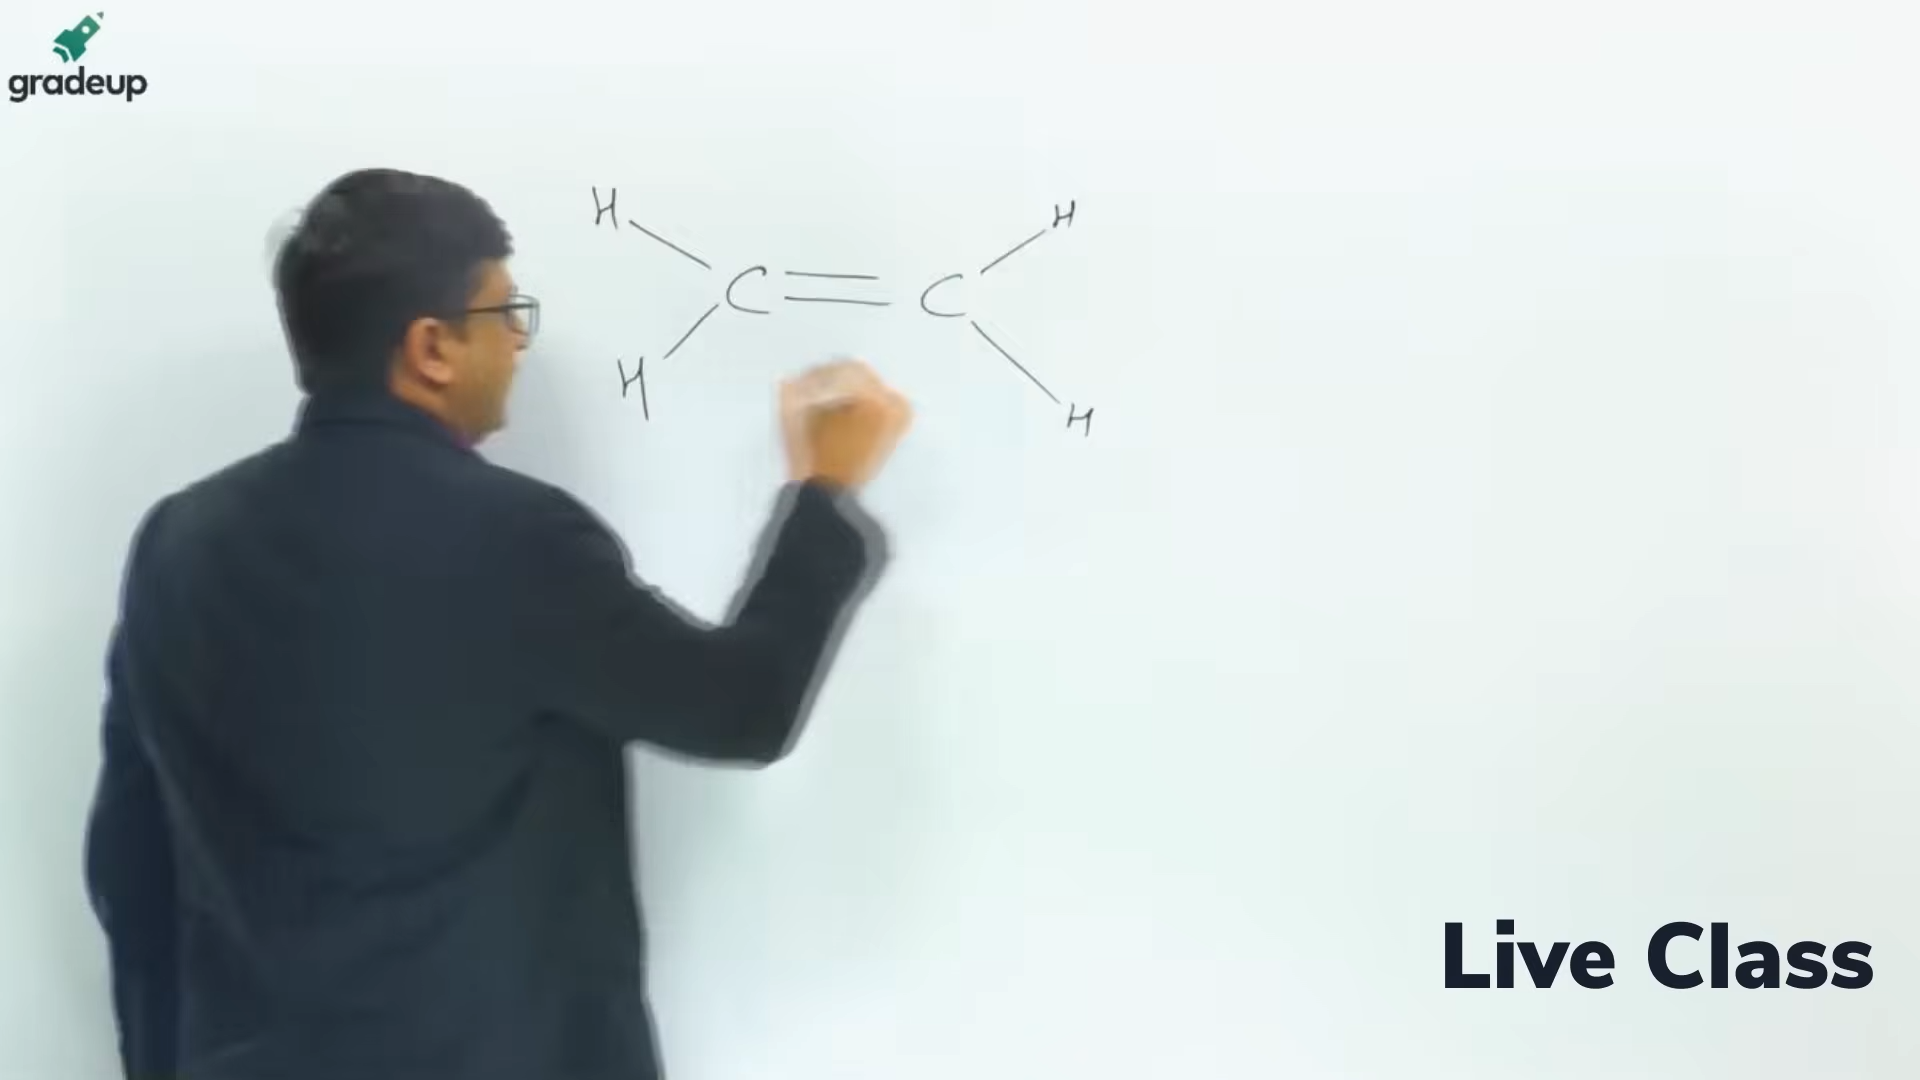 gradeup
H H
C = C
H H
Live Class